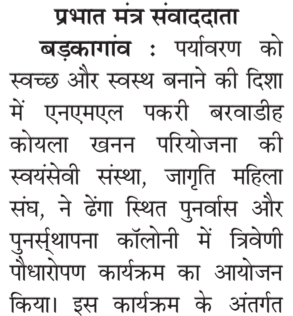 प्रभात मंत्र संवाददाता
बड़कागांव : पर्यावरण को
स्वच्छ और स्वस्थ बनाने की दिशा
में एनएमएल पकरी बरवाडीह
कोयला खनन परियोजना की
स्वयंसेवी संस्था, जागृति महिला
संघ, ने ढेंगा स्थित पुनर्वास और
पुनर्स्थापना कॉलोनी में त्रिवेणी
पौधारोपण कार्यक्रम का आयोजन
किया। इस कार्यक्रम के अंतर्गत